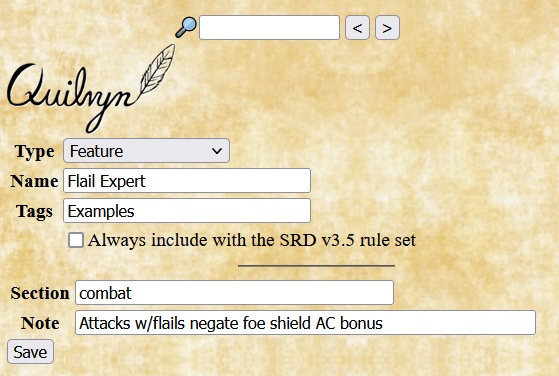 < >
Quilvyn
Type Feature
Name Flail Expert
Tags Examples
Always include with the SRD v3.5 rule set
Section combat
Note Attacks w/flails negate foe shield AC bonus
Save